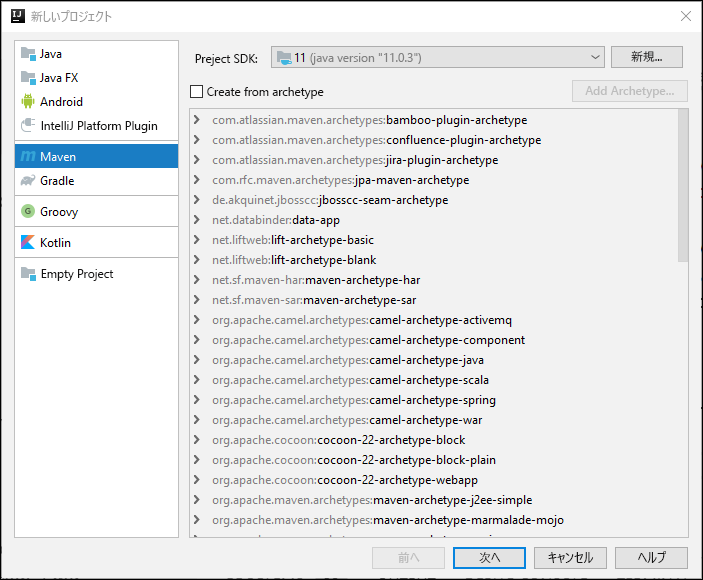 新しいプロジェクト
Java
Java FX
Android
IntelliJ Platform Plugin
Maven
Gradle
Groovy
Kotlin
Empty Project
Project SDK: 11 (java version "11.0.3") 新規...
Create from archetype Add Archetype...
com.atlassian.maven.archetypes:bamboo-plugin-archetype
com.atlassian.maven.archetypes:confluence-plugin-archetype
com.atlassian.maven.archetypes:jira-plugin-archetype
com.rfc.maven.archetypes:jpa-maven-archetype
de.akquinet.jbosscc:jbosscc-seam-archetype
net.databinder:data-app
net.liftweb:lift-archetype-basic
net.liftweb:lift-archetype-blank
net.sf.maven-har:maven-archetype-har
net.sf.maven-sar:maven-archetype-sar
org.apache.camel.archetypes:camel-archetype-activemq
org.apache.camel.archetypes:camel-archetype-component
org.apache.camel.archetypes:camel-archetype-java
org.apache.camel.archetypes:camel-archetype-scala
org.apache.camel.archetypes:camel-archetype-spring
org.apache.camel.archetypes:camel-archetype-war
org.apache.cocoon:cocoon-22-archetype-block
org.apache.cocoon:cocoon-22-archetype-block-plain
org.apache.cocoon:cocoon-22-archetype-webapp
org.apache.maven.archetypes:maven-archetype-j2ee-simple
org.apache.maven.archetypes:maven-archetype-marmalade-mojo
前へ 次へ キャンセル ヘルプ